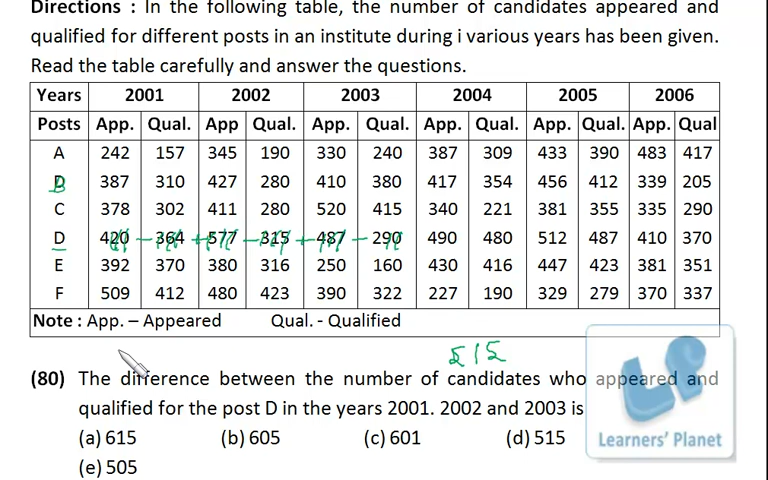 Directions : In the following table, the number of candidates appeared and
qualified for different posts in an institute during i various years has been given.
Read the table carefully and answer the questions.
Years 2001 2002 2003 2004 2005 2006
Posts App. Qual. App Qual. App. Qual. App. Qual. App. Qual. App. Qual
A 242 157 345 190 330 240 387 309 433 390 483 417
B 387 310 427 280 410 380 417 354 456 412 339 205
C 378 302 411 280 520 415 340 221 381 355 335 290
D 420 - 364 + 577 - 315 + 487 - 290 490 480 512 487 410 370
E 392 370 380 316 250 160 430 416 447 423 381 351
F 509 412 480 423 390 322 227 190 329 279 370 337
Note : App. – Appeared Qual. - Qualified
515
(80) The difference between the number of candidates who appeared and
qualified for the post D in the years 2001. 2002 and 2003 is
(a) 615 (b) 605 (c) 601 (d) 515
(e) 505
LP
Learners' Planet